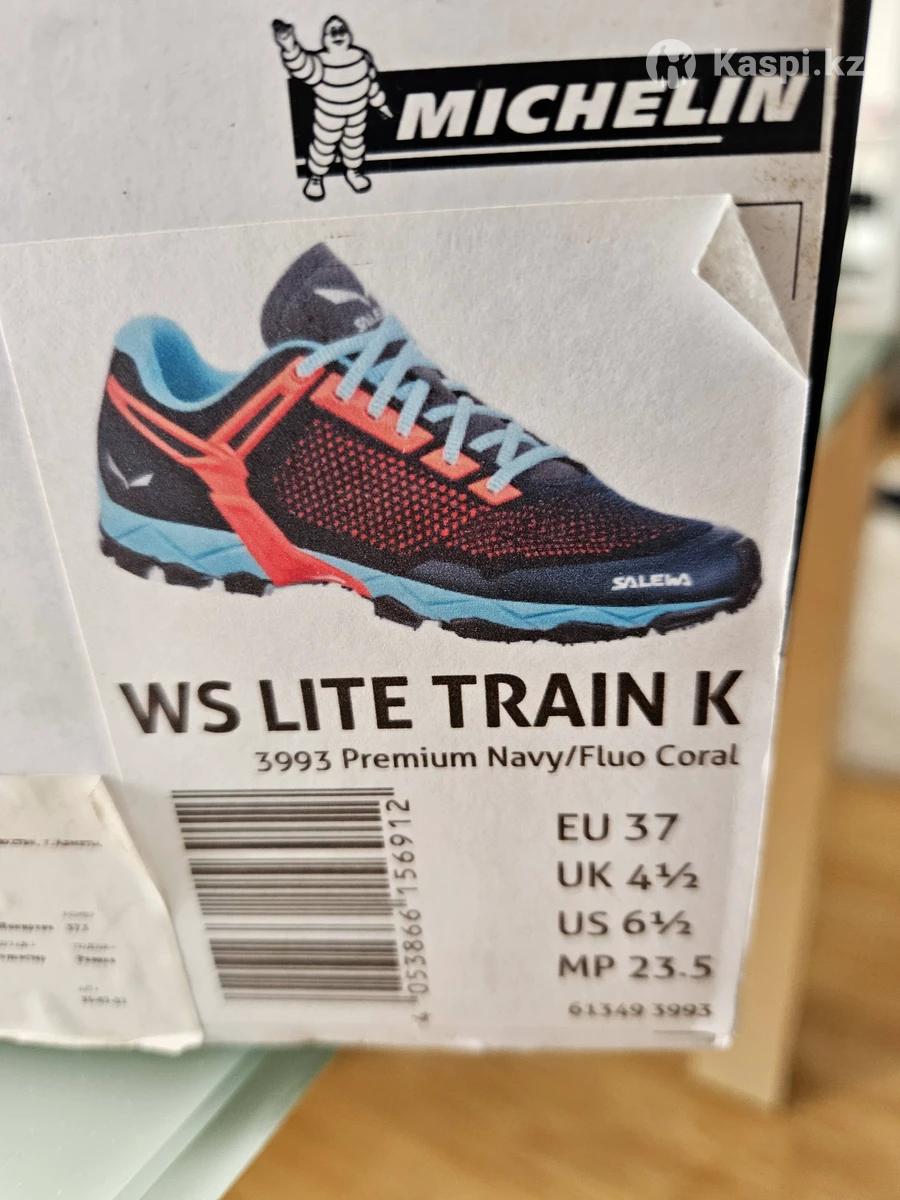 Kaspi.kz
MICHELIN
SALEWA
WS LITE TRAIN K
3993 Premium Navy/Fluo Coral
4 053866 156912
EU 37
UK 4½
US 6½
MP 23.5
61349 3993